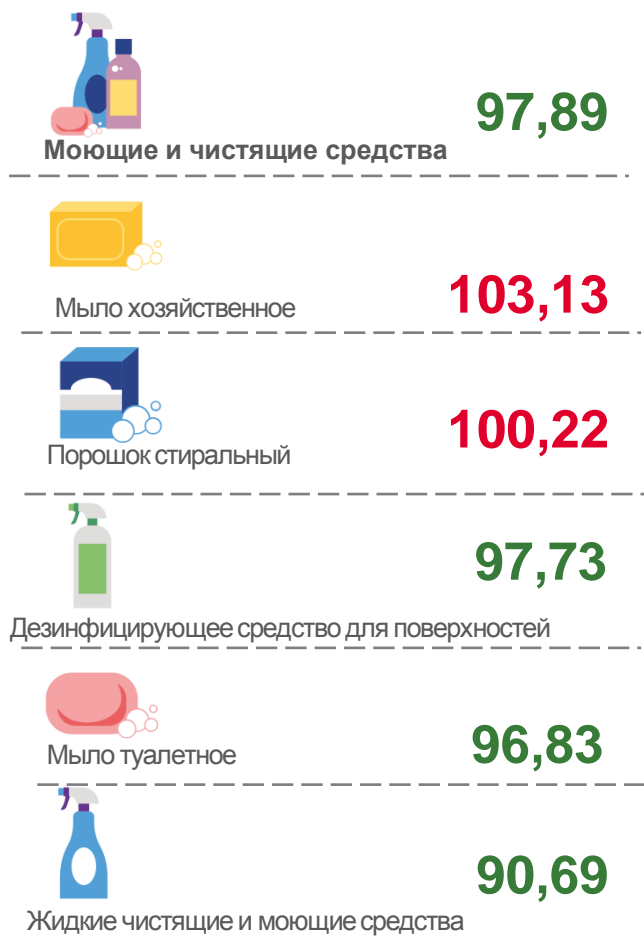 97,89
Моющие и чистящие средства
103,13
Мыло хозяйственное
100,22
Порошок стиральный
97,73
Дезинфицирующее средство для поверхностей
96,83
Мыло туалетное
90,69
Жидкие чистящие и моющие средства